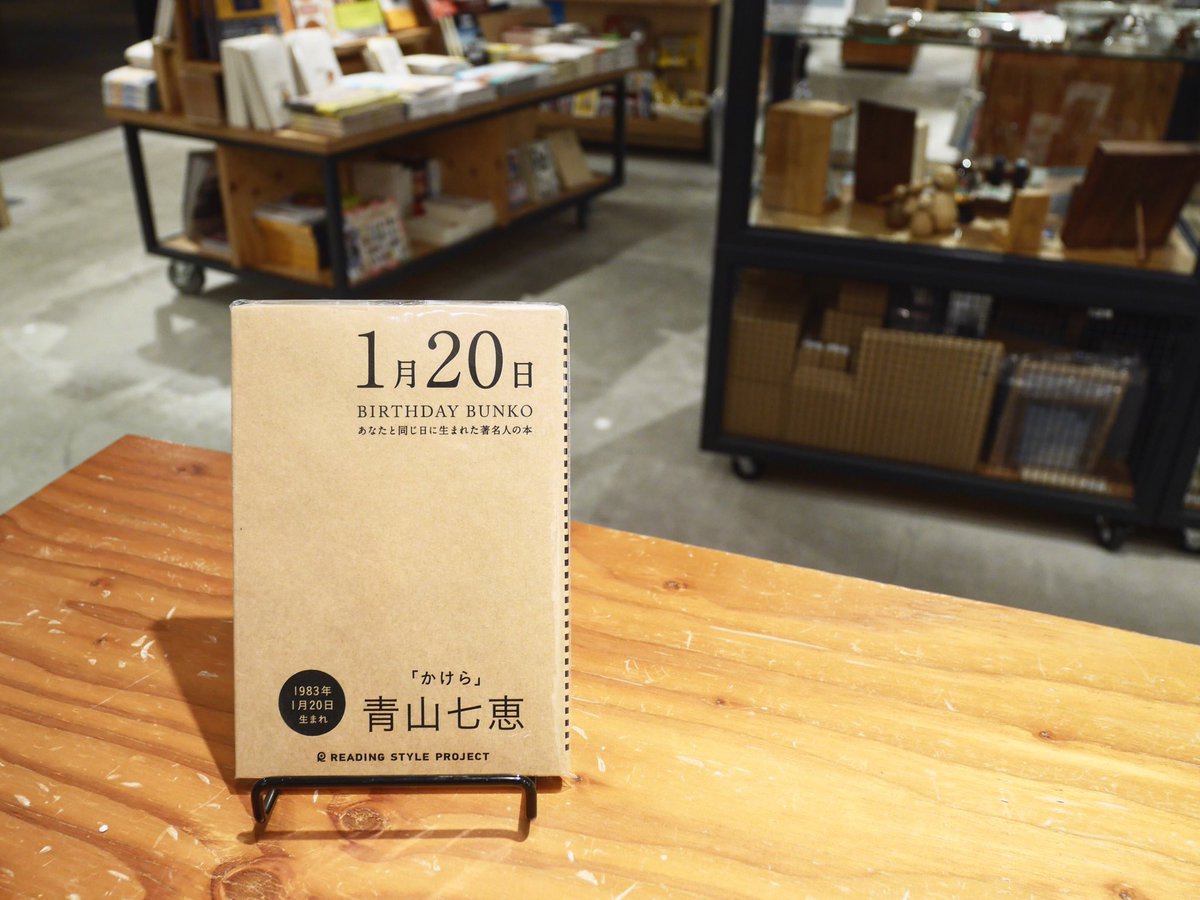 1月20日
BIRTHDAY BUNKO
あなたと同じ日に生まれた著名人の本
「かけら」
青山七恵
1983年
1月20日
生まれ
READING STYLE PROJECT